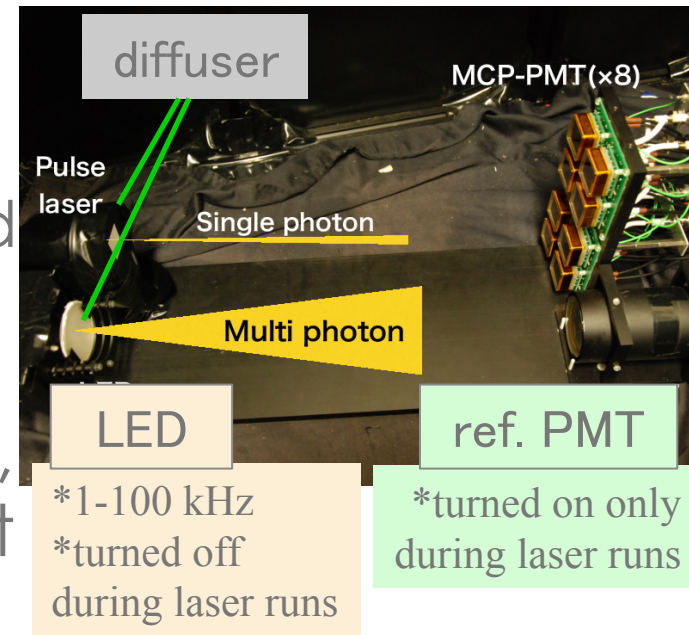 diffuser
MCP-PMT(×8)
Pulse
laser
Single photon
Multi photon
LED
ref. PMT
*1-100 kHz
*turned off
during laser runs
*turned on only
during laser runs